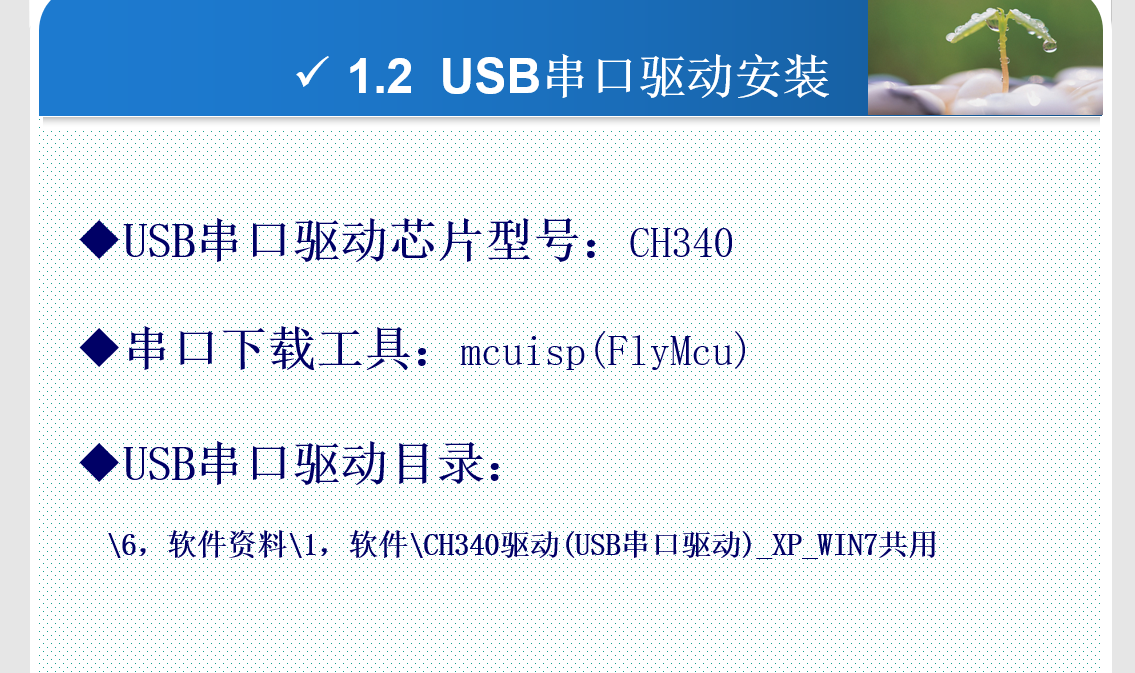 ✓ 1.2 USB串口驱动安装
◆USB串口驱动芯片型号：CH340
◆串口下载工具：mcuisp(FlyMcu)
◆USB串口驱动目录：
\6，软件资料\1，软件\CH340驱动(USB串口驱动)_XP_WIN7共用